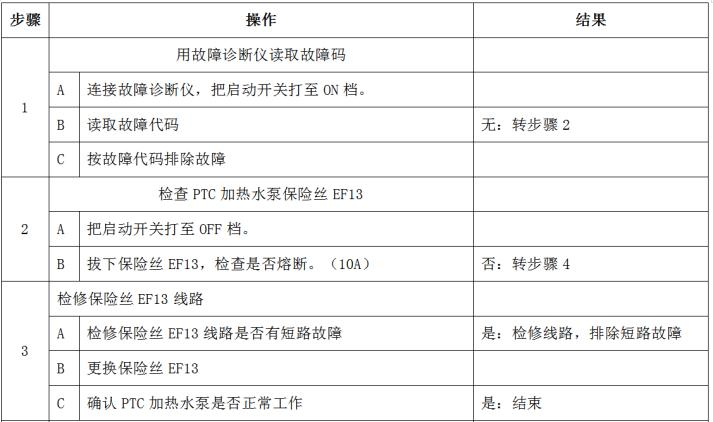 步骤 操作 结果
1 用故障诊断仪读取故障码
A 连接故障诊断仪，把启动开关打至 ON 档。
B 读取故障代码 无：转步骤 2
C 按故障代码排除故障
2 检查 PTC 加热水泵保险丝 EF13
A 把启动开关打至 OFF 档。
B 拔下保险丝 EF13，检查是否熔断。（10A） 否：转步骤 4
3 检修保险丝 EF13 线路
A 检修保险丝 EF13 线路是否有短路故障 是：检修线路，排除短路故障
B 更换保险丝 EF13
C 确认 PTC 加热水泵是否正常工作 是：结束